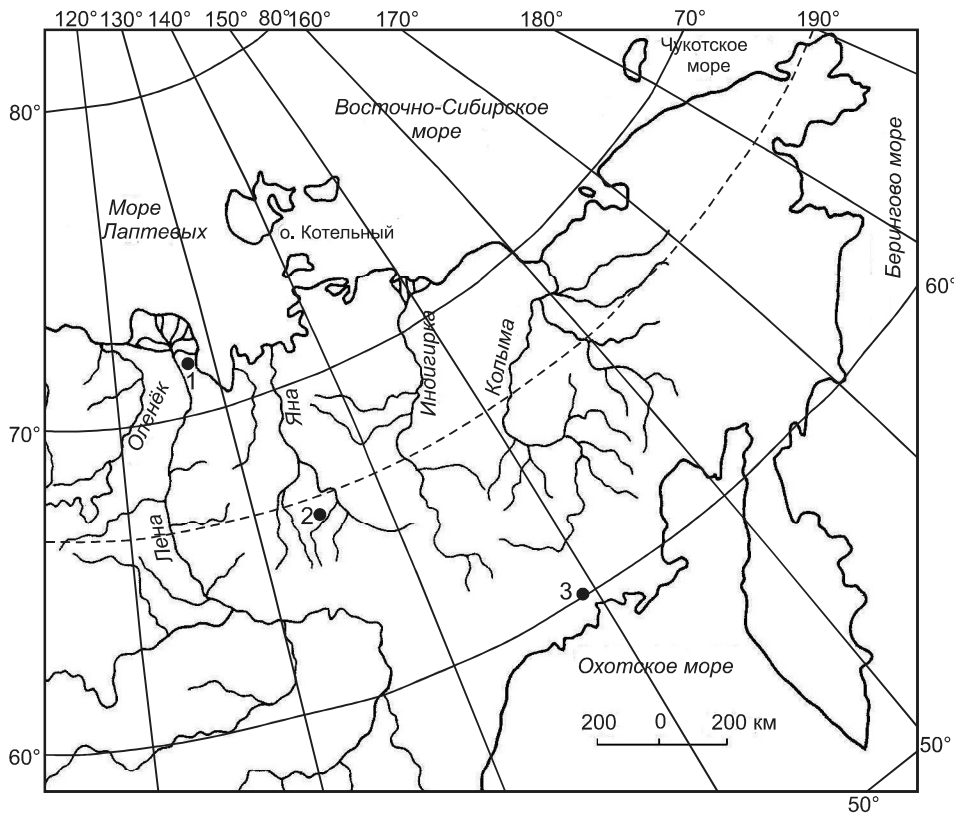 120° 130° 140° 150° 80° 160° 170° 180° 70° 190°
Чукотское
море
80°
Восточно-Сибирское
море
Берингово море
Море
Лаптевых
о. Котельный
60°
1
Оленёк
Яна
Индигирка
Колыма
70°
2
Лена
3
Охотское море
200 0 200 км
60°
50°
50°